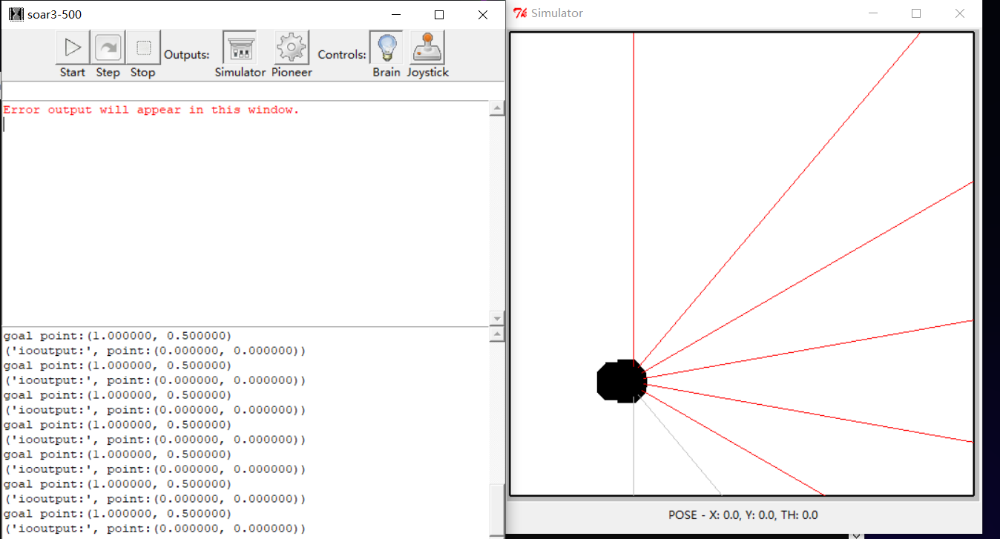 soar3-500
Start Step Stop Outputs: Simulator Pioneer Controls: Brain Joystick
Error output will appear in this window.
goal point:(1.000000, 0.500000)
('iooutput:', point:(0.000000, 0.000000))
goal point:(1.000000, 0.500000)
('iooutput:', point:(0.000000, 0.000000))
goal point:(1.000000, 0.500000)
('iooutput:', point:(0.000000, 0.000000))
goal point:(1.000000, 0.500000)
('iooutput:', point:(0.000000, 0.000000))
goal point:(1.000000, 0.500000)
('iooutput:', point:(0.000000, 0.000000))
goal point:(1.000000, 0.500000)
('iooutput:', point:(0.000000, 0.000000))
goal point:(1.000000, 0.500000)
('iooutput:', point:(0.000000, 0.000000))
Simulator
POSE - X: 0.0, Y: 0.0, TH: 0.0